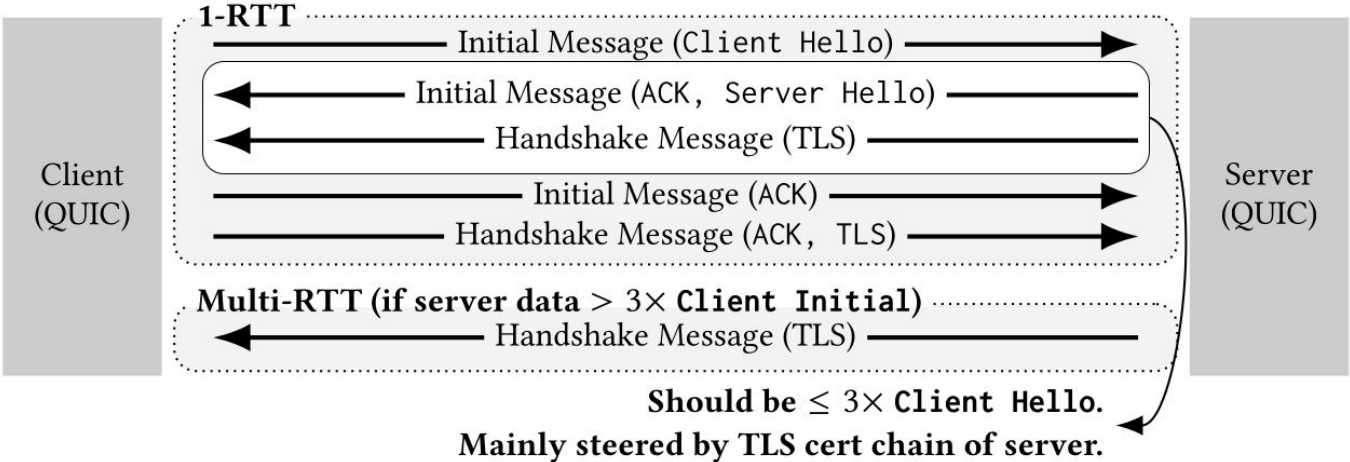 1-RTT
Initial Message (Client Hello)
Initial Message (ACK, Server Hello)
Handshake Message (TLS)
Client
(QUIC)
Server
(QUIC)
Initial Message (ACK)
Handshake Message (ACK, TLS)
Multi-RTT (if server data > 3× Client Initial)
Handshake Message (TLS)
Should be ≤ 3× Client Hello.
Mainly steered by TLS cert chain of server.